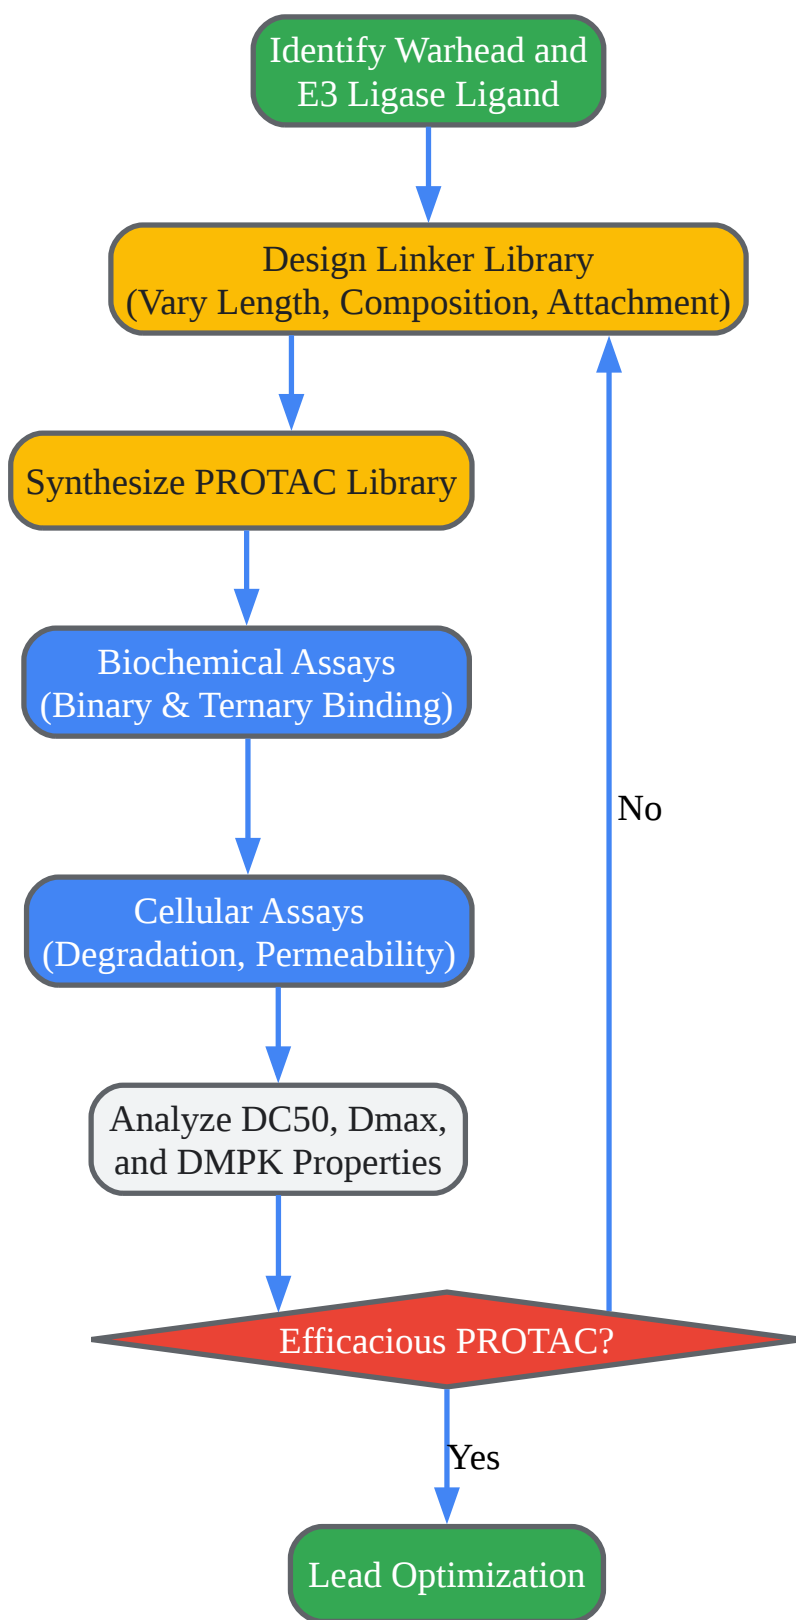 Identify Warhead and
E3 Ligase Ligand
Design Linker Library
(Vary Length, Composition, Attachment)
Synthesize PROTAC Library
Biochemical Assays
(Binary & Ternary Binding)
No
Cellular Assays
(Degradation, Permeability)
Analyze DC50, Dmax,
and DMPK Properties
Efficacious PROTAC?
Yes
Lead Optimization